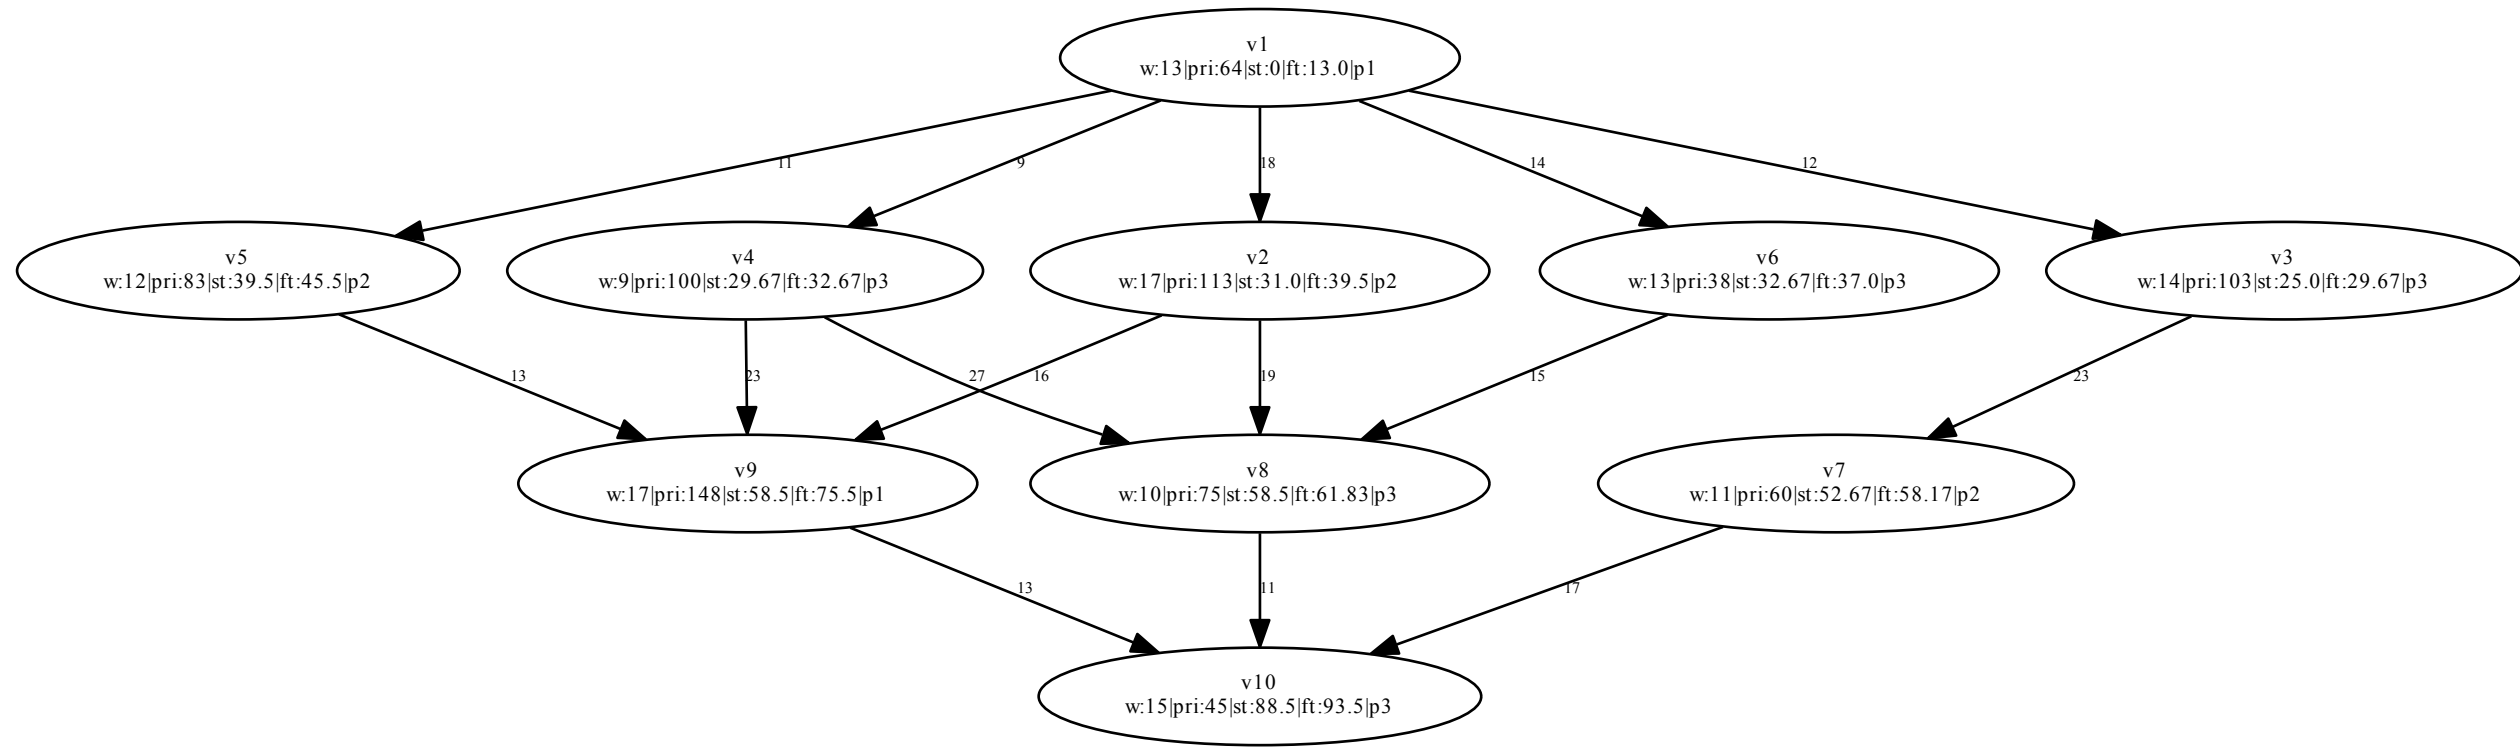 v1
w:13|pri:64|st:0|ft:13.0|p1
11
9
18
14
12
v5
w:12|pri:83|st:39.5|ft:45.5|p2
v4
w:9|pri:100|st:29.67|ft:32.67|p3
v2
w:17|pri:113|st:31.0|ft:39.5|p2
v6
w:13|pri:38|st:32.67|ft:37.0|p3
v3
w:14|pri:103|st:25.0|ft:29.67|p3
13
23
27
16
19
15
23
v9
w:17|pri:148|st:58.5|ft:75.5|p1
v8
w:10|pri:75|st:58.5|ft:61.83|p3
v7
w:11|pri:60|st:52.67|ft:58.17|p2
13
11
17
v10
w:15|pri:45|st:88.5|ft:93.5|p3